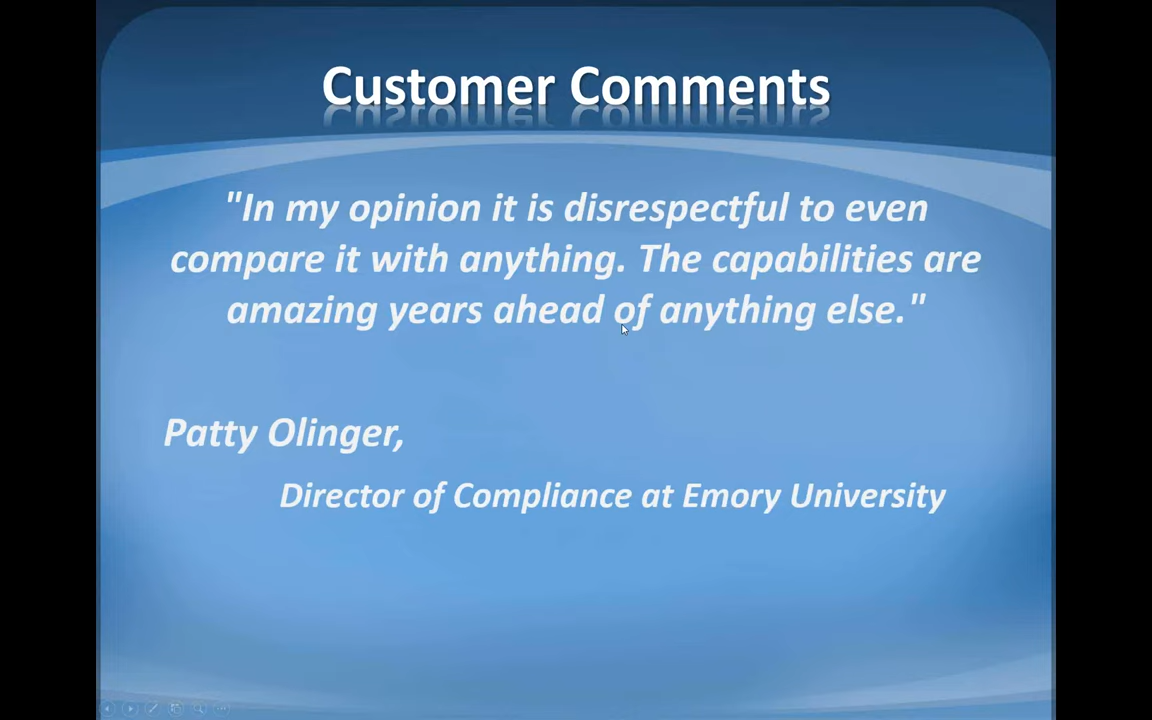 Customer Comments
"In my opinion it is disrespectful to even
compare it with anything. The capabilities are
amazing years ahead of anything else."
Patty Olinger,
Director of Compliance at Emory University